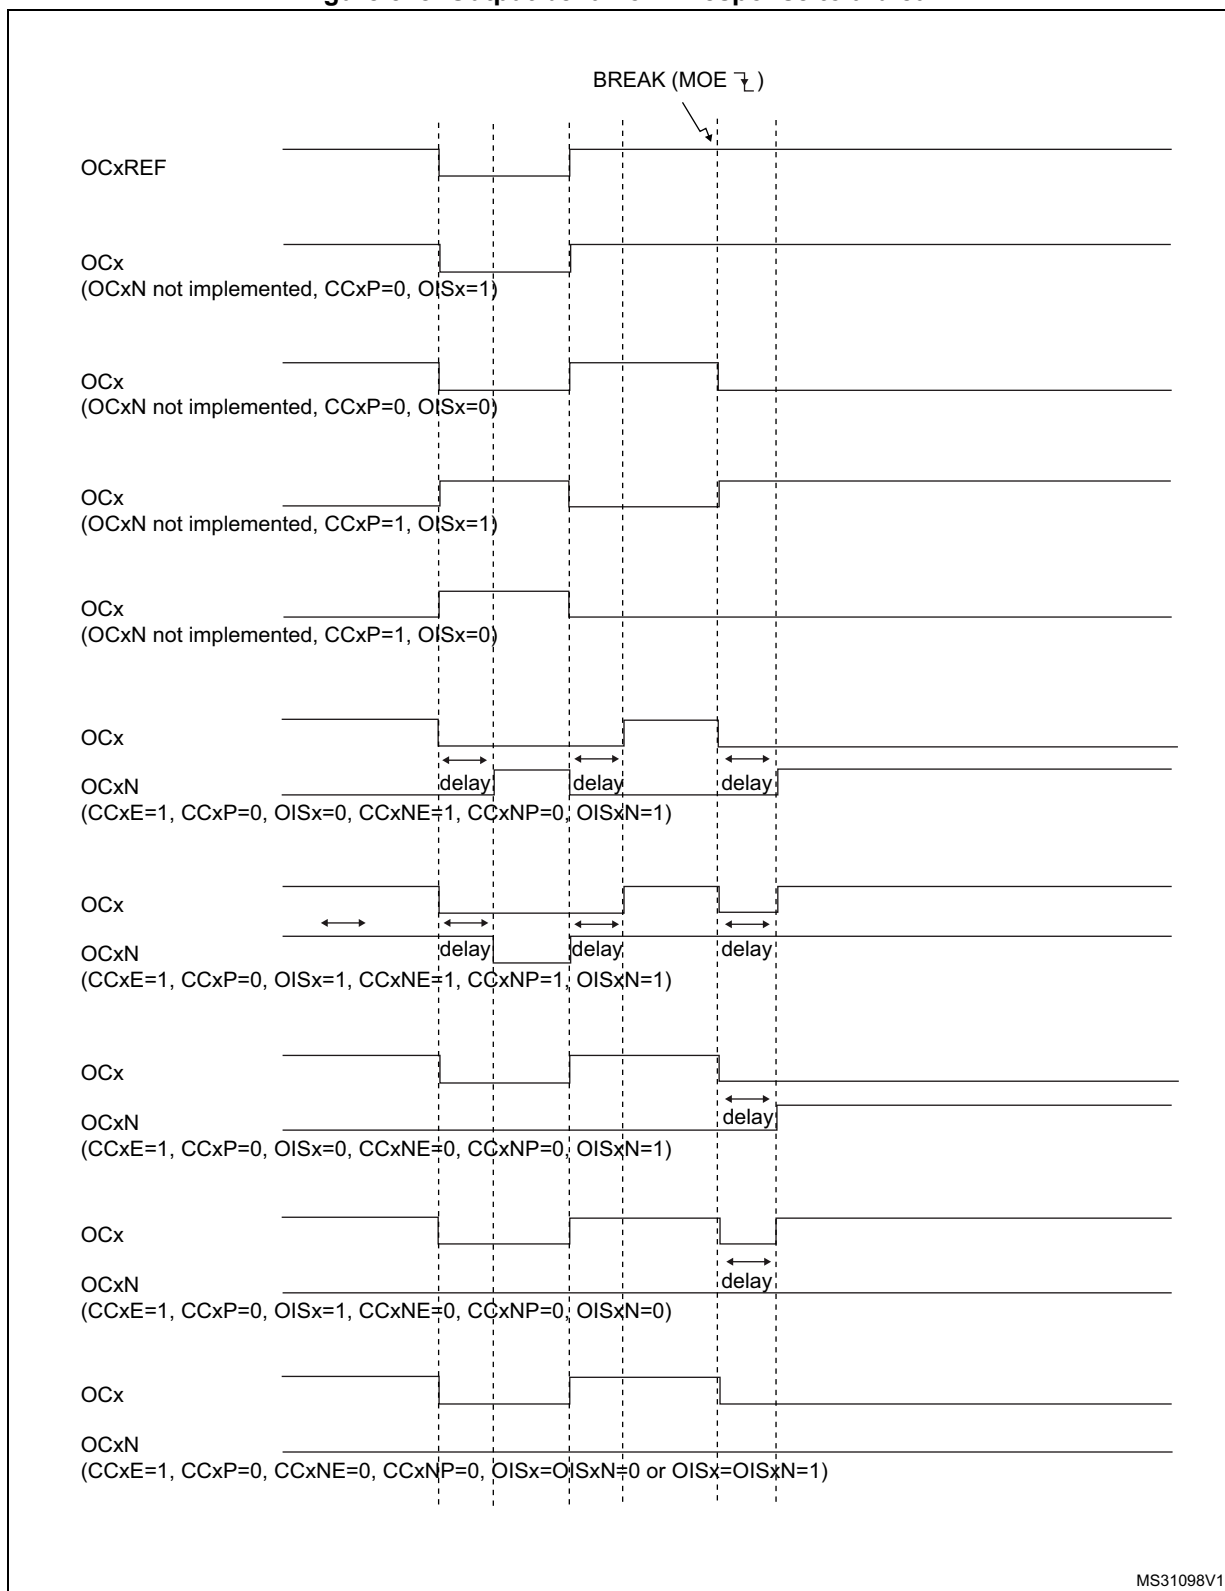 BREAK (MOE )
OCxREF
OCx
(OCxN not implemented, CCxP=0, OISx=1)
OCx
(OCxN not implemented, CCxP=0, OISx=0)
OCx
(OCxN not implemented, CCxP=1, OISx=1)
OCx
(OCxN not implemented, CCxP=1, OISx=0)
OCx
OCxN
delay
delay
delay
(CCxE=1, CCxP=0, OISx=0, CCxNE=1, CCxNP=0, OISxN=1)
OCx
OCxN
delay
delay
delay
(CCxE=1, CCxP=0, OISx=1, CCxNE=1, CCxNP=1, OISxN=1)
OCx
OCxN
delay
(CCxE=1, CCxP=0, OISx=0, CCxNE=0, CCxNP=0, OISxN=1)
OCx
OCxN
delay
(CCxE=1, CCxP=0, OISx=1, CCxNE=0, CCxNP=0, OISxN=0)
OCx
OCxN
(CCxE=1, CCxP=0, CCxNE=0, CCxNP=0, OISx=OISxN=0 or OISx=OISxN=1)
MS31098V1